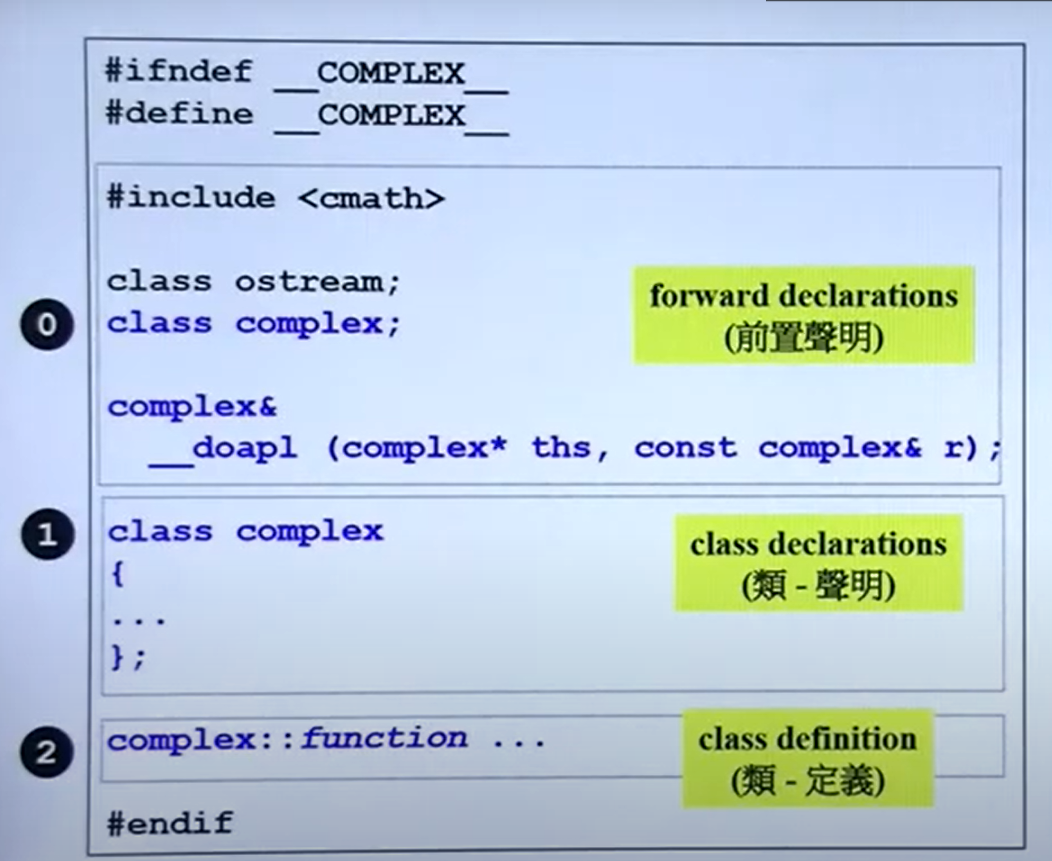 #ifndef __COMPLEX__
#define __COMPLEX__
#include <cmath>
class ostream;
0 class complex;
forward declarations
(前置聲明)
complex&
__doapl (complex* ths, const complex& r);
1 class complex
{
...
};
class declarations
(類 - 聲明)
2 complex::function ...
class definition
(類 - 定義)
#endif